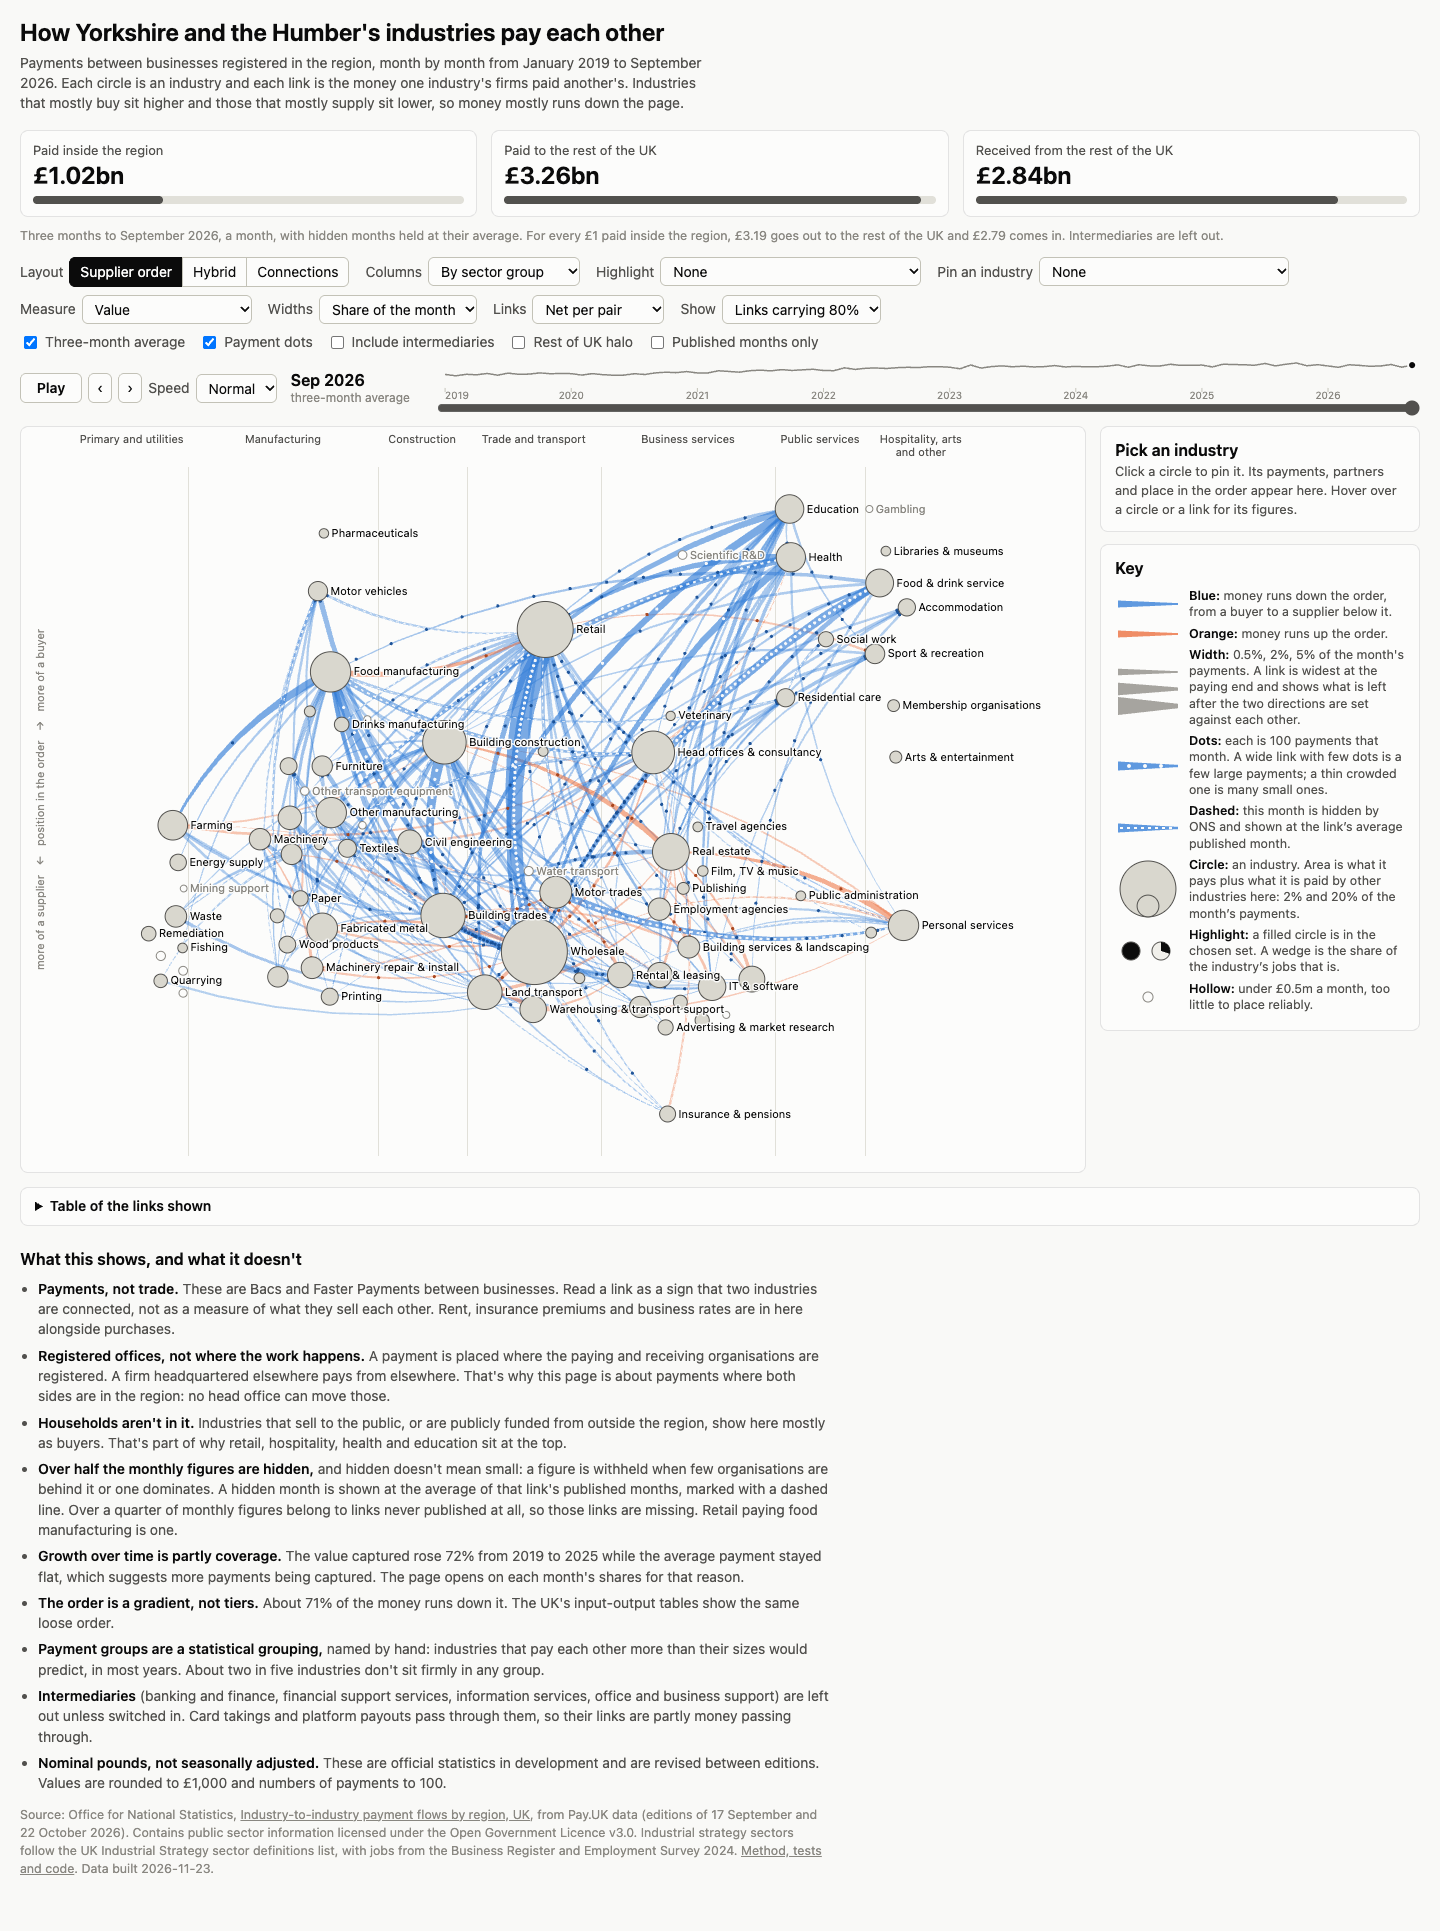 How Yorkshire and the Humber's industries pay each other
Payments between businesses registered in the region, month by month from January 2019 to September
2026. Each circle is an industry and each link is the money one industry's firms paid another's. Industries
that mostly buy sit higher and those that mostly supply sit lower, so money mostly runs down the page.
Paid inside the region
£1.02bn
Paid to the rest of the UK
£3.26bn
Received from the rest of the UK
£2.84bn
Three months to September 2026, a month, with hidden months held at their average. For every £1 paid inside the region, £3.19 goes out to the rest of the UK and £2.79 comes in. Intermediaries are left out.
Layout Supplier order Hybrid Connections Columns By sector group Highlight None Pin an industry None
Measure Value Widths Share of the month Links Net per pair Show Links carrying 80%
Three-month average Payment dots Include intermediaries Rest of UK halo Published months only
Play ‹ › Speed Normal Sep 2026
three-month average
2019 2020 2021 2022 2023 2024 2025 2026
Primary and utilities Manufacturing Construction Trade and transport Business services Public services Hospitality, arts
and other
more of a supplier ← position in the order → more of a buyer
Education
Gambling
Pharmaceuticals
Libraries & museums
Scientific R&D
Health
Food & drink service
Motor vehicles
Accommodation
Retail
Social work
Sport & recreation
Food manufacturing
Residential care
Membership organisations
Veterinary
Drinks manufacturing
Building construction
Head offices & consultancy
Arts & entertainment
Furniture
Other transport equipment
Other manufacturing
Farming
Travel agencies
Machinery
Civil engineering
Textiles
Real estate
Energy supply
Water transport
Film, TV & music
Mining support
Publishing
Motor trades
Public administration
Paper
Employment agencies
Waste
Building trades
Personal services
Fabricated metal
Remediation
Wood products
Fishing
Building services & landscaping
Wholesale
Machinery repair & install
Rental & leasing
Quarrying
IT & software
Land transport
Printing
Warehousing & transport support
Advertising & market research
Insurance & pensions
Pick an industry
Click a circle to pin it. Its payments, partners
and place in the order appear here. Hover over
a circle or a link for its figures.
Key
Blue: money runs down the order,
from a buyer to a supplier below it.
Orange: money runs up the order.
Width: 0.5%, 2%, 5% of the month's
payments. A link is widest at the
paying end and shows what is left
after the two directions are set
against each other.
Dots: each is 100 payments that
month. A wide link with few dots is a
few large payments; a thin crowded
one is many small ones.
Dashed: this month is hidden by
ONS and shown at the link's average
published month.
Circle: an industry. Area is what it
pays plus what it is paid by other
industries here: 2% and 20% of the
month's payments.
Highlight: a filled circle is in the
chosen set. A wedge is the share of
the industry's jobs that is.
Hollow: under £0.5m a month, too
little to place reliably.
Table of the links shown
What this shows, and what it doesn't
Payments, not trade. These are Bacs and Faster Payments between businesses. Read a link as a sign that two industries
are connected, not as a measure of what they sell each other. Rent, insurance premiums and business rates are in here
alongside purchases.
Registered offices, not where the work happens. A payment is placed where the paying and receiving organisations are
registered. A firm headquartered elsewhere pays from elsewhere. That's why this page is about payments where both
sides are in the region: no head office can move those.
Households aren't in it. Industries that sell to the public, or are publicly funded from outside the region, show here mostly
as buyers. That's part of why retail, hospitality, health and education sit at the top.
Over half the monthly figures are hidden, and hidden doesn't mean small: a figure is withheld when few organisations are
behind it or one dominates. A hidden month is shown at the average of that link's published months, marked with a dashed
line. Over a quarter of monthly figures belong to links never published at all, so those links are missing. Retail paying food
manufacturing is one.
Growth over time is partly coverage. The value captured rose 72% from 2019 to 2025 while the average payment stayed
flat, which suggests more payments being captured. The page opens on each month's shares for that reason.
The order is a gradient, not tiers. About 71% of the money runs down it. The UK's input-output tables show the same
loose order.
Payment groups are a statistical grouping, named by hand: industries that pay each other more than their sizes would
predict, in most years. About two in five industries don't sit firmly in any group.
Intermediaries (banking and finance, financial support services, information services, office and business support) are left
out unless switched in. Card takings and platform payouts pass through them, so their links are partly money passing
through.
Nominal pounds, not seasonally adjusted. These are official statistics in development and are revised between editions.
Values are rounded to £1,000 and numbers of payments to 100.
Source: Office for National Statistics, Industry-to-industry payment flows by region, UK, from Pay.UK data (editions of 17 September and
22 October 2026). Contains public sector information licensed under the Open Government Licence v3.0. Industrial strategy sectors
follow the UK Industrial Strategy sector definitions list, with jobs from the Business Register and Employment Survey 2024. Method, tests
and code. Data built 2026-11-23.